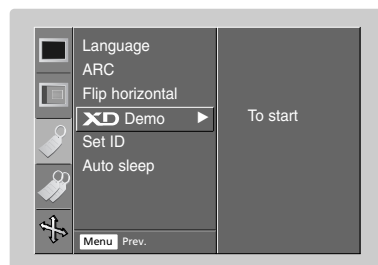 Language
ARC
Flip horizontal
XD Demo
To start
Set ID
Auto sleep
Menu Prev.